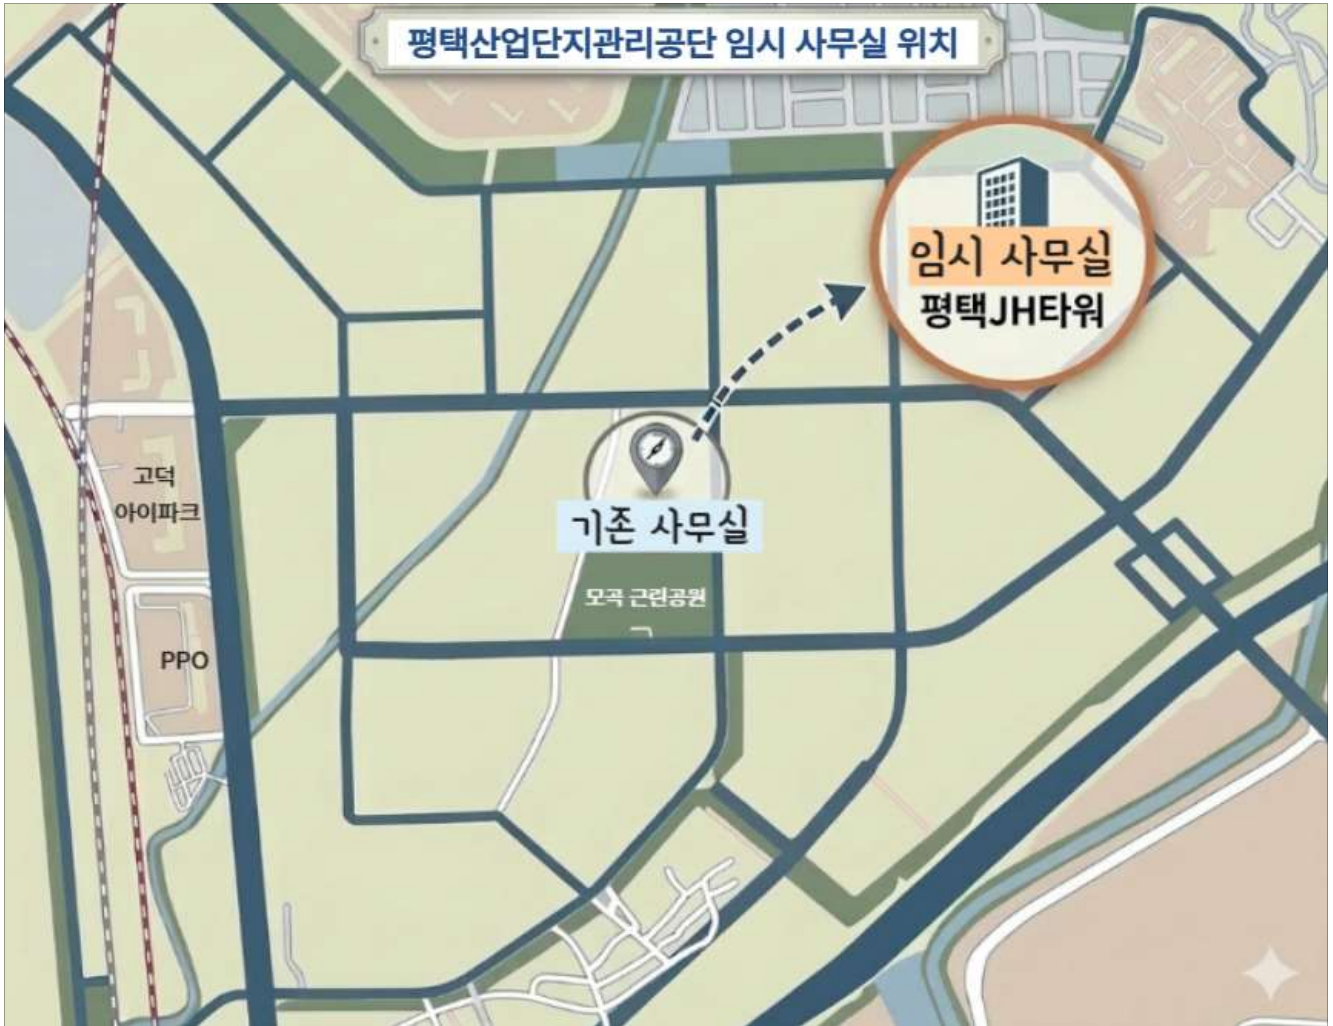 평택산업단지관리공단 임시 사무실 위치
임시 사무실
평택JH타워
고덕
아이파크
기존 사무실
모곡 근린공원
PPO